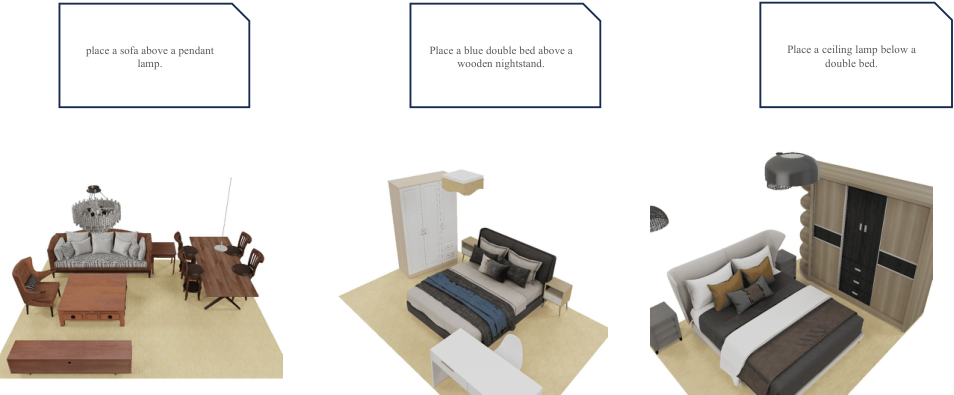 place a sofa above a pendant
lamp.
Place a blue double bed above a
wooden nightstand.
Place a ceiling lamp below a
double bed.